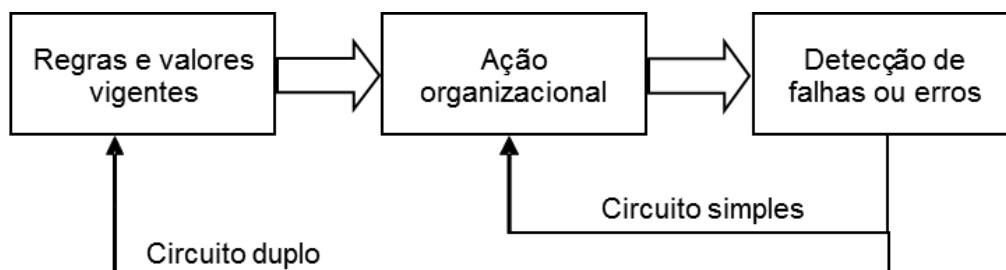 Regras e valores
vigentes
Ação
organizacional
Detecção de
falhas ou erros
Circuito simples
Circuito duplo